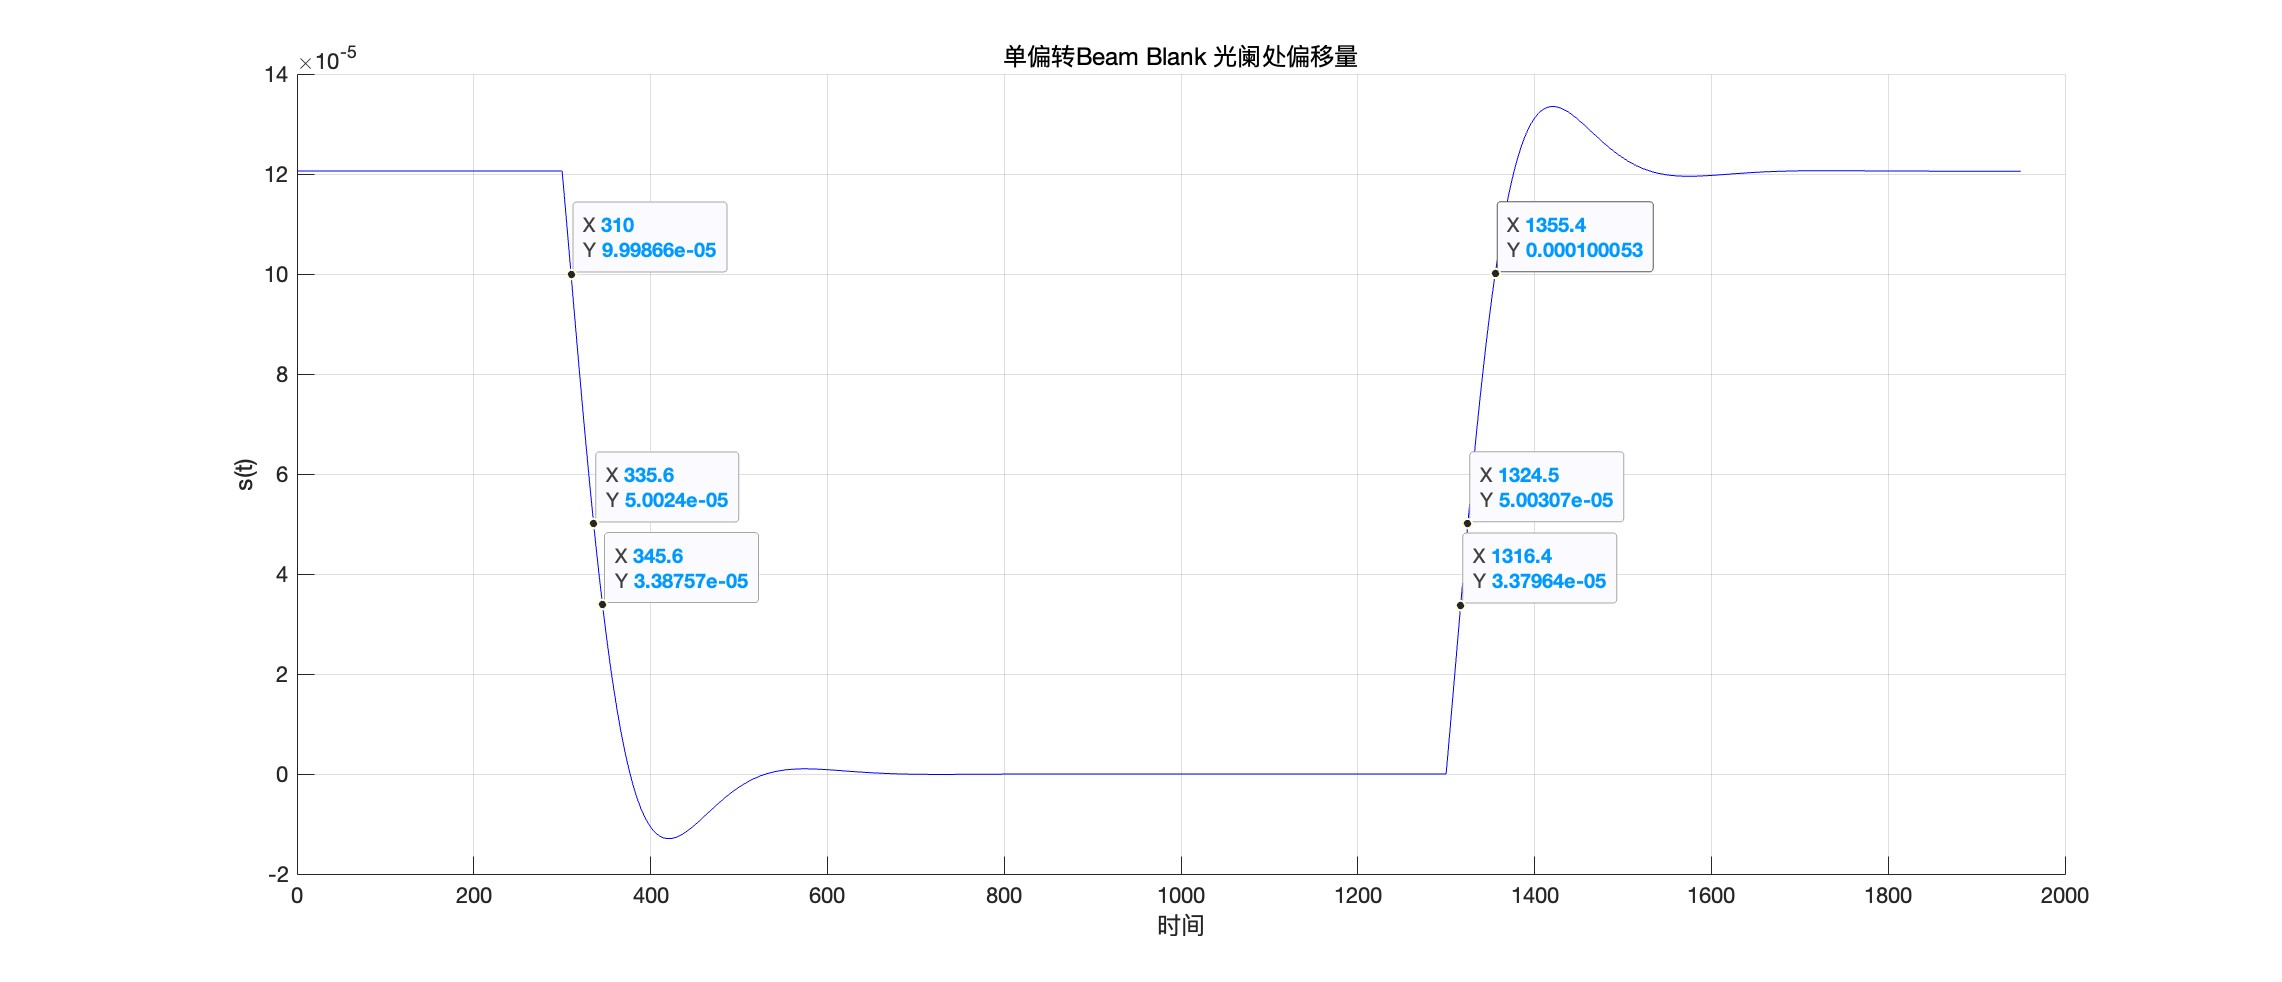 单偏转Beam Blank 光阑处偏移量
×10-5
14
12
10
8
6
4
2
0
-2
s(t)
X 310
Y 9.99866e-05
X 335.6
Y 5.0024e-05
X 345.6
Y 3.38757e-05
X 1355.4
Y 0.000100053
X 1324.5
Y 5.00307e-05
X 1316.4
Y 3.37964e-05
0 200 400 600 800 1000 1200 1400 1600 1800 2000
时间